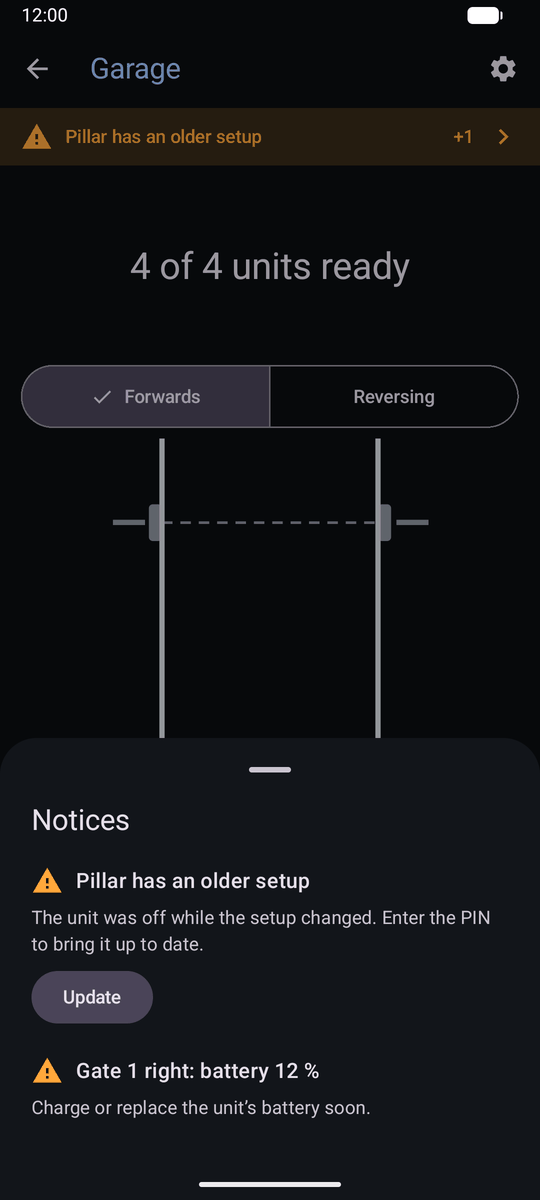 12:00
Garage
Pillar has an older setup +1
4 of 4 units ready
Forwards Reversing
Notices
Pillar has an older setup
The unit was off while the setup changed. Enter the PIN
to bring it up to date.
Update
Gate 1 right: battery 12 %
Charge or replace the unit’s battery soon.